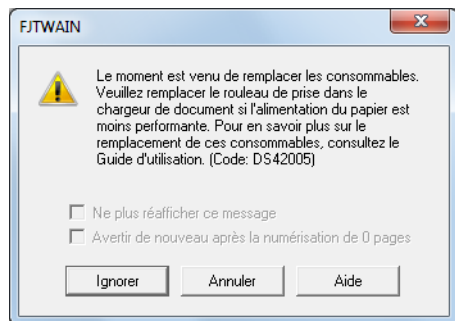 FJTWAIN
Le moment est venu de remplacer les consommables.
Veuillez remplacer le rouleau de prise dans le
chargeur de document si l'alimentation du papier est
moins performante. Pour en savoir plus sur le
remplacement de ces consommables, consultez le
Guide d'utilisation. (Code: DS42005)
Ne plus réafficher ce message
Avertir de nouveau après la numérisation de 0 pages
Ignorer Annuler Aide